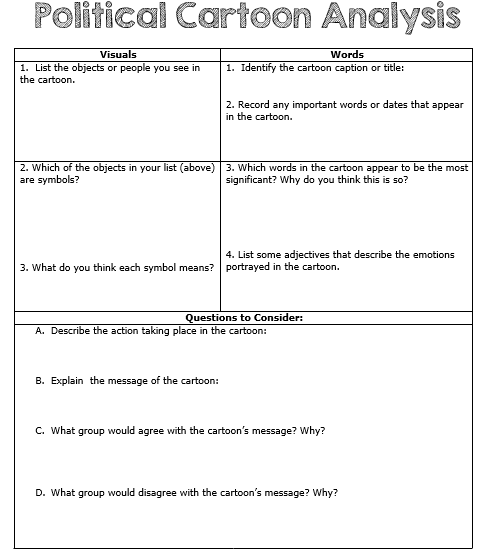 Political Cartoon Analysis
Visuals
Words
1. List the objects or people you see in
the cartoon.
1. Identify the cartoon caption or title:
2. Record any important words or dates that appear
in the cartoon.
2. Which of the objects in your list (above)
are symbols?
3. What do you think each symbol means?
3. Which words in the cartoon appear to be the most
significant? Why do you think this is so?
4. List some adjectives that describe the emotions
portrayed in the cartoon.
Questions to Consider:
A. Describe the action taking place in the cartoon:
B. Explain the message of the cartoon:
C. What group would agree with the cartoon's message? Why?
D. What group would disagree with the cartoon's message? Why?